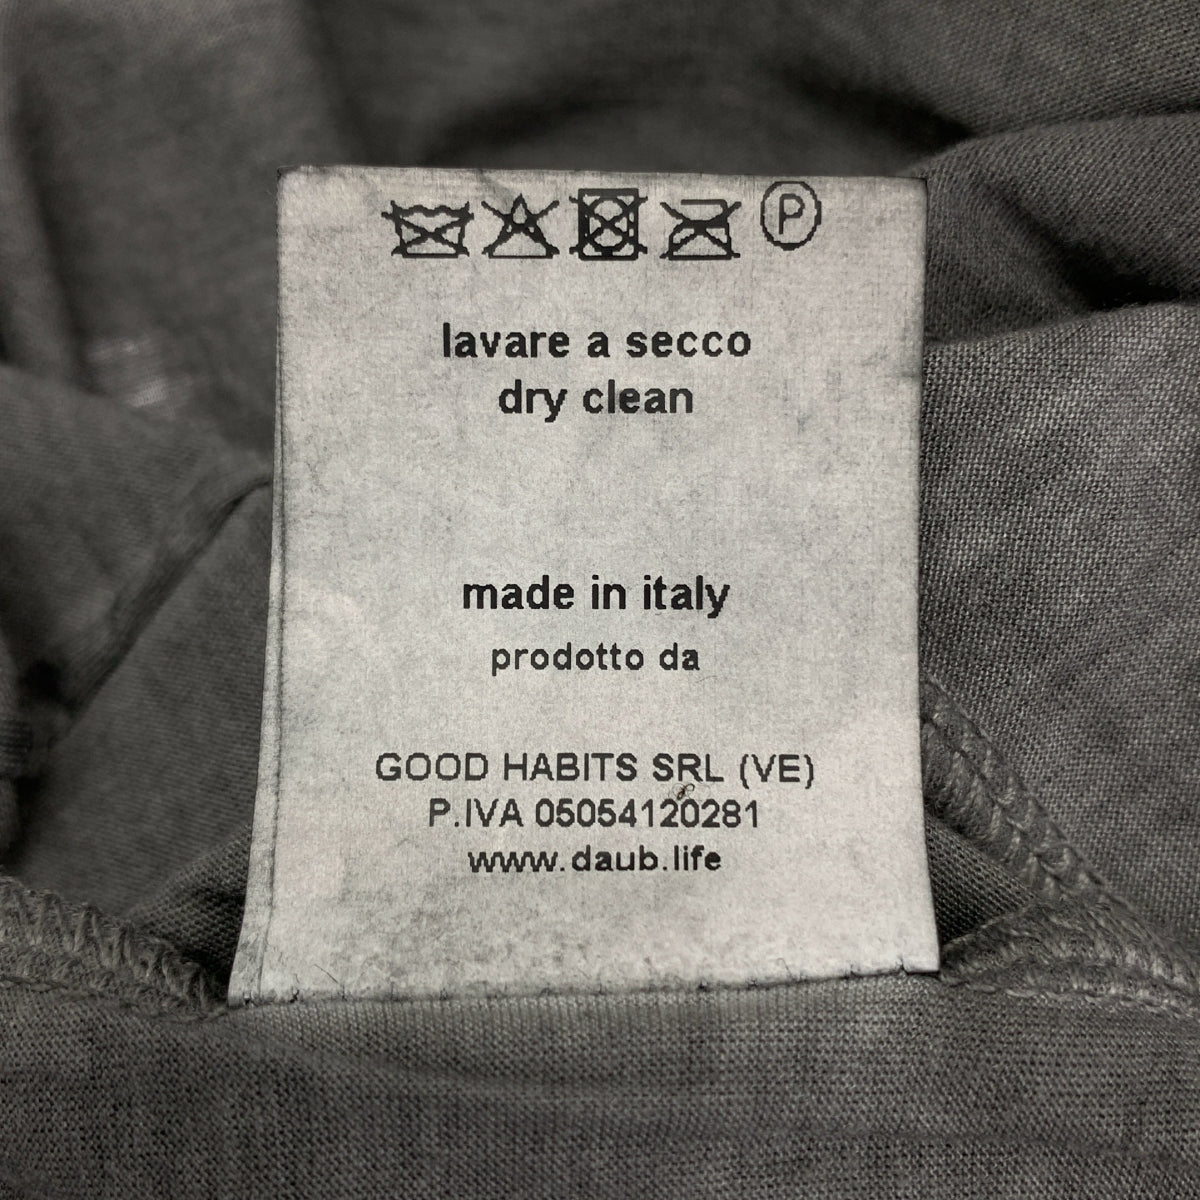 P
lavare a secco
dry clean
made in italy
prodotto da
GOOD HABITS SRL (VE)
P.IVA 05054120281
www.daub.life